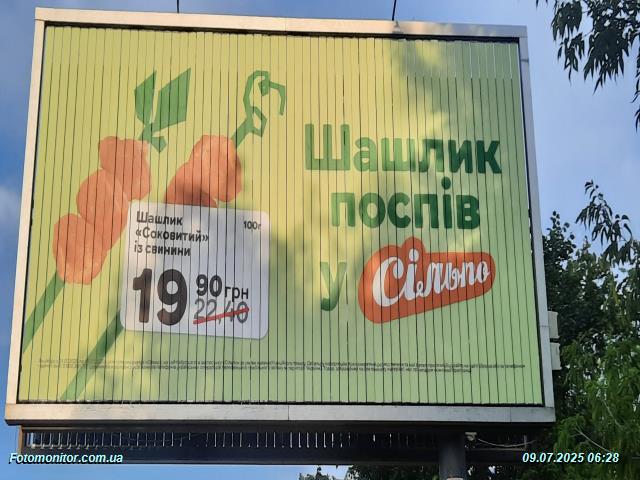 Шашлик
поспів
у Сільпо
Шашлик
«Соковитий»
із свинини
100г
19 90 грн
22,40
Fotomonitor.com.ua
09.07.2025 06:28